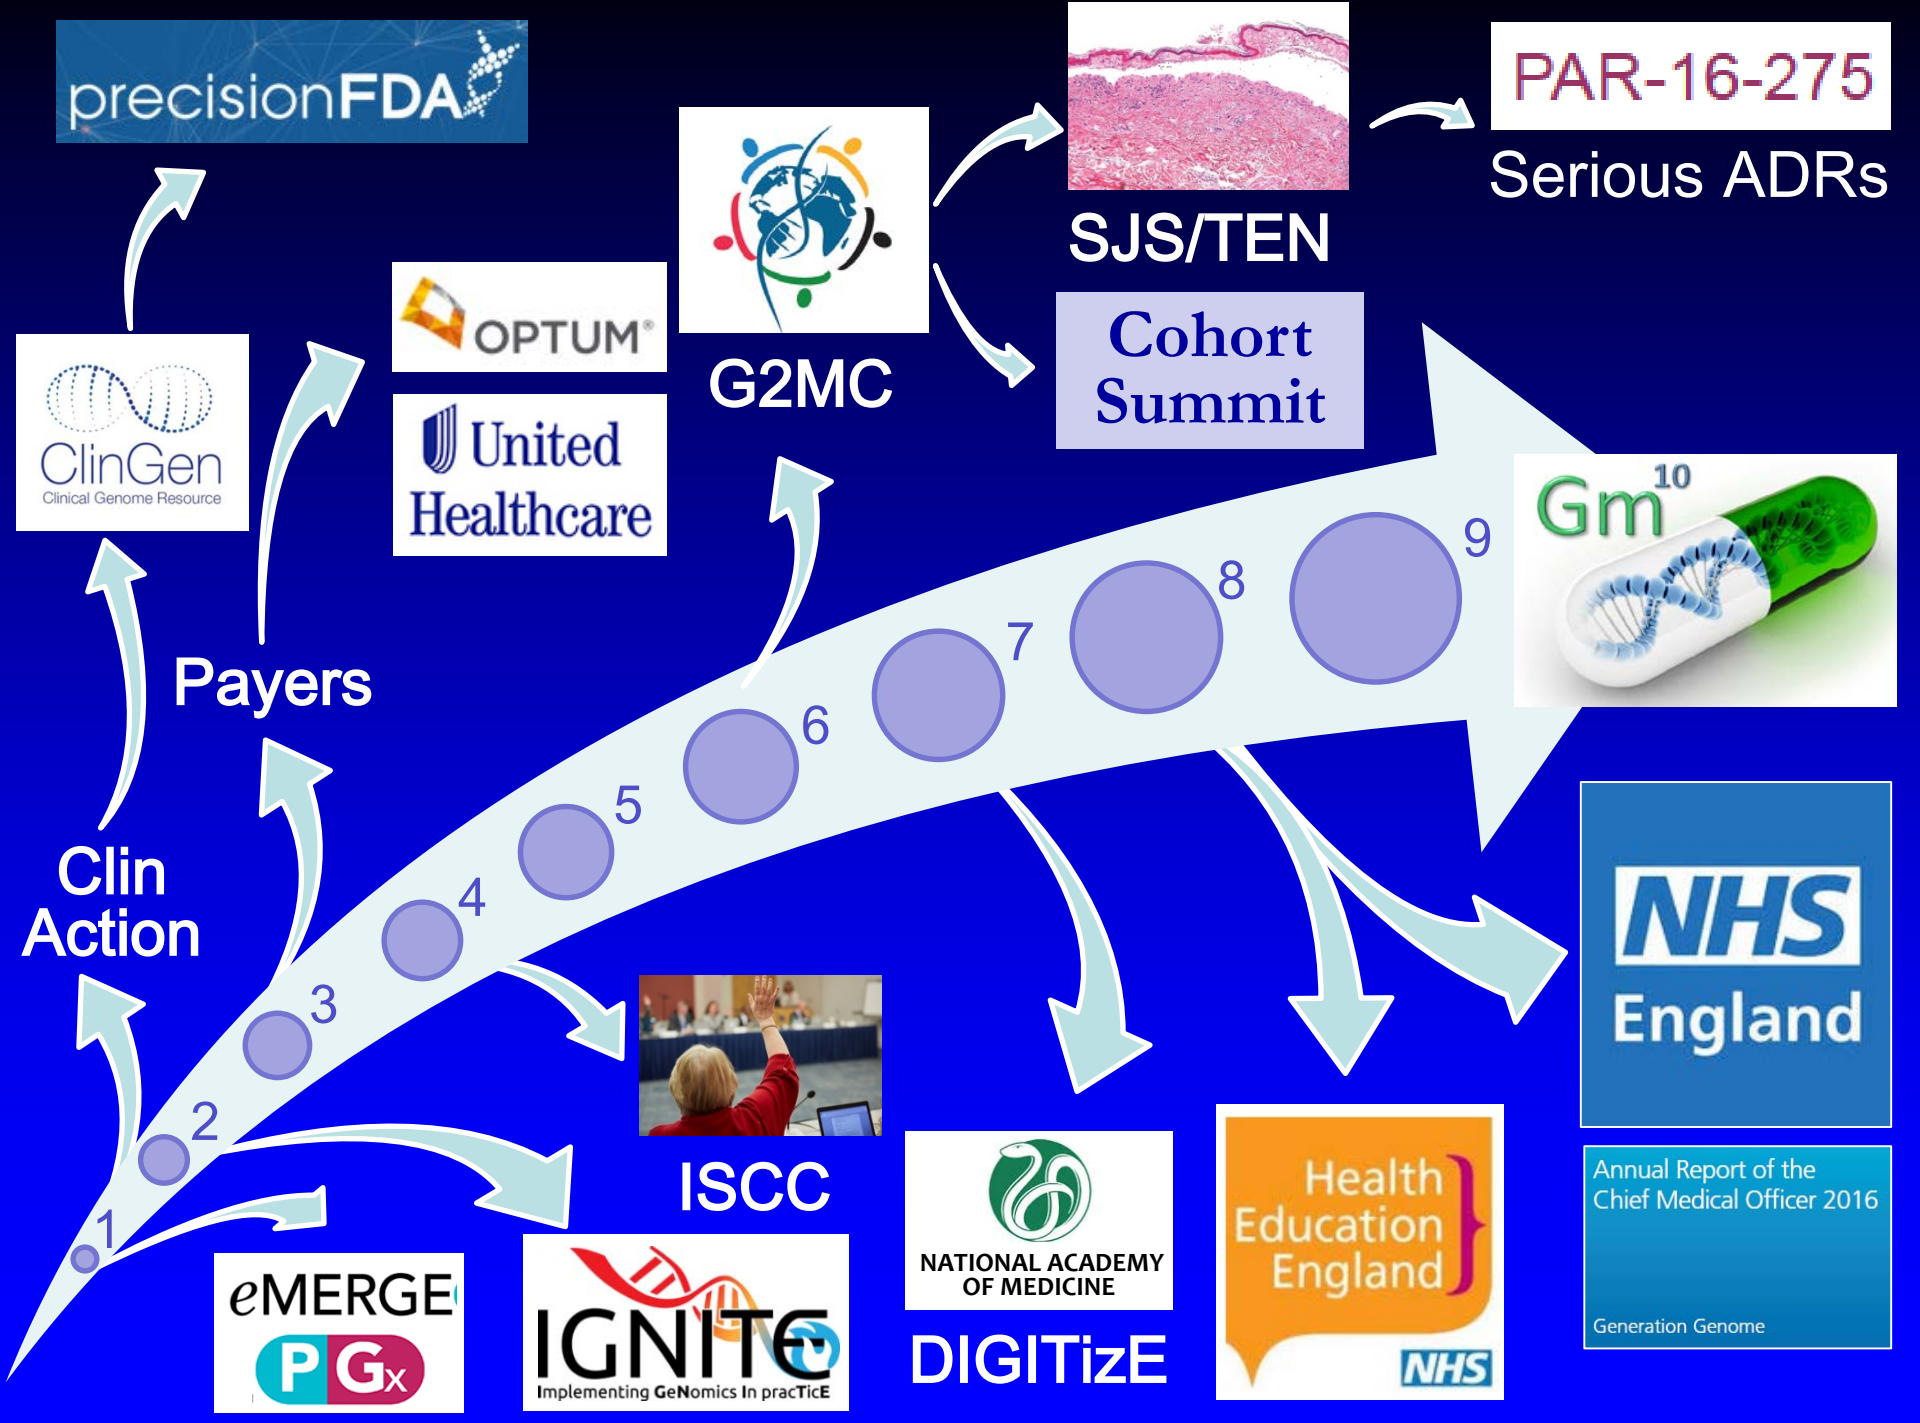 precisionFDA
PAR-16-275
Serious ADRs
SJS/TEN
OPTUM®
G2MC
Cohort
Summit
ClinGen
Clinical Genome Resource
United
Healthcare
Gm10
9
8
7
Payers
6
5
Clin
Action
4
3
2
1
NHS
England
ISCC
eMERGE
PGx
IGNITE
Implementing GeNomics In pracTicE
NATIONAL ACADEMY
OF MEDICINE
DIGITizE
Health
Education
England
NHS
Annual Report of the
Chief Medical Officer 2016
Generation Genome